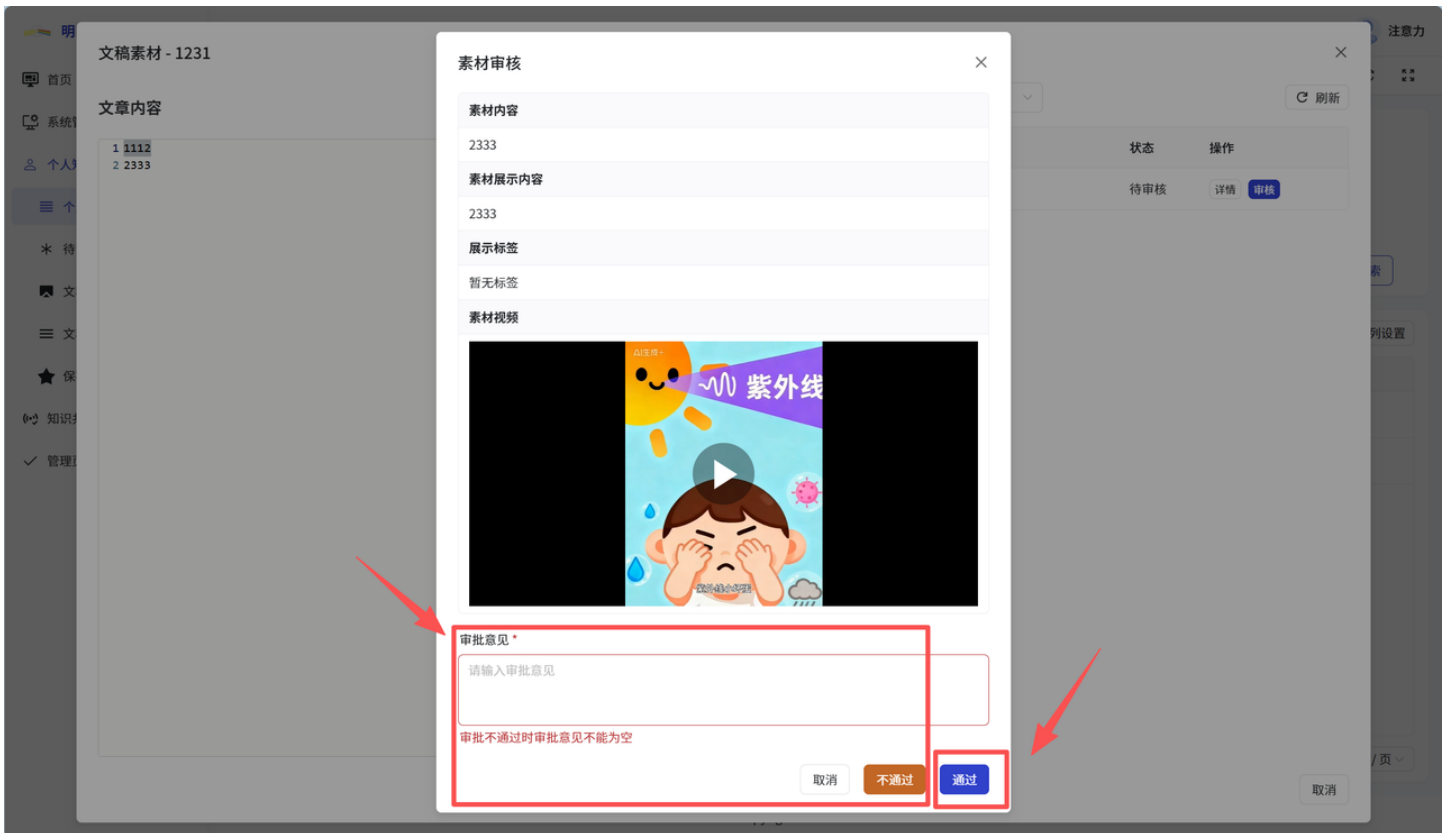 明
注意力
首页
系统管
个人知
个
待
文
文
保
知识共
管理页
文稿素材 - 1231
文章内容
1 1112
2 2333
刷新
状态
操作
待审核
详情
审核
索
列设置
/ 页
取消
素材审核
素材内容
2333
素材展示内容
2333
展示标签
暂无标签
素材视频
AI生成
紫外线
审批意见 *
请输入审批意见
审批不通过时审批意见不能为空
取消
不通过
通过